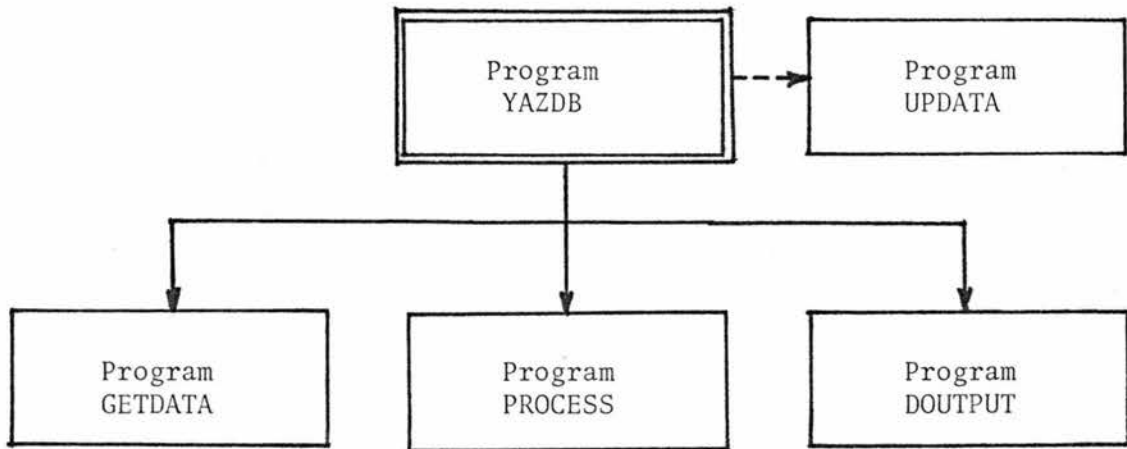 Program
YAZDB
Program
UPDATA
Program
GETDATA
Program
PROCESS
Program
DOUTPUT